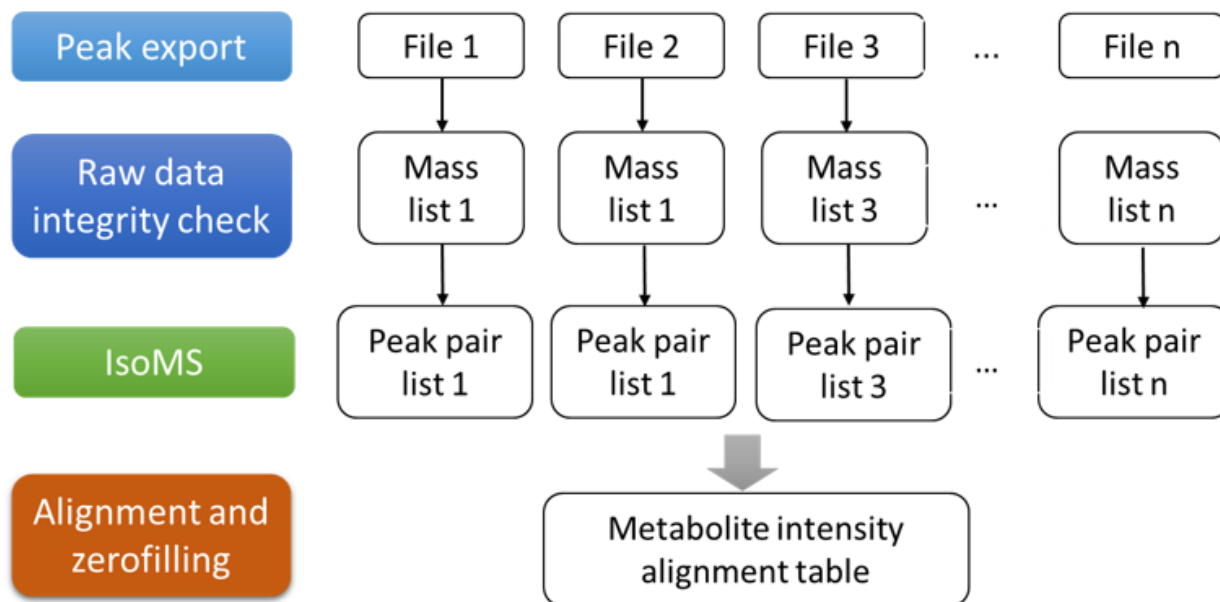 Peak export
File 1
File 2
File 3
...
File n
Raw data
integrity check
Mass
list 1
Mass
list 1
Mass
list 3
...
Mass
list n
IsoMS
Peak pair
list 1
Peak pair
list 1
Peak pair
list 3
...
Peak pair
list n
Alignment and
zerofilling
Metabolite intensity
alignment table